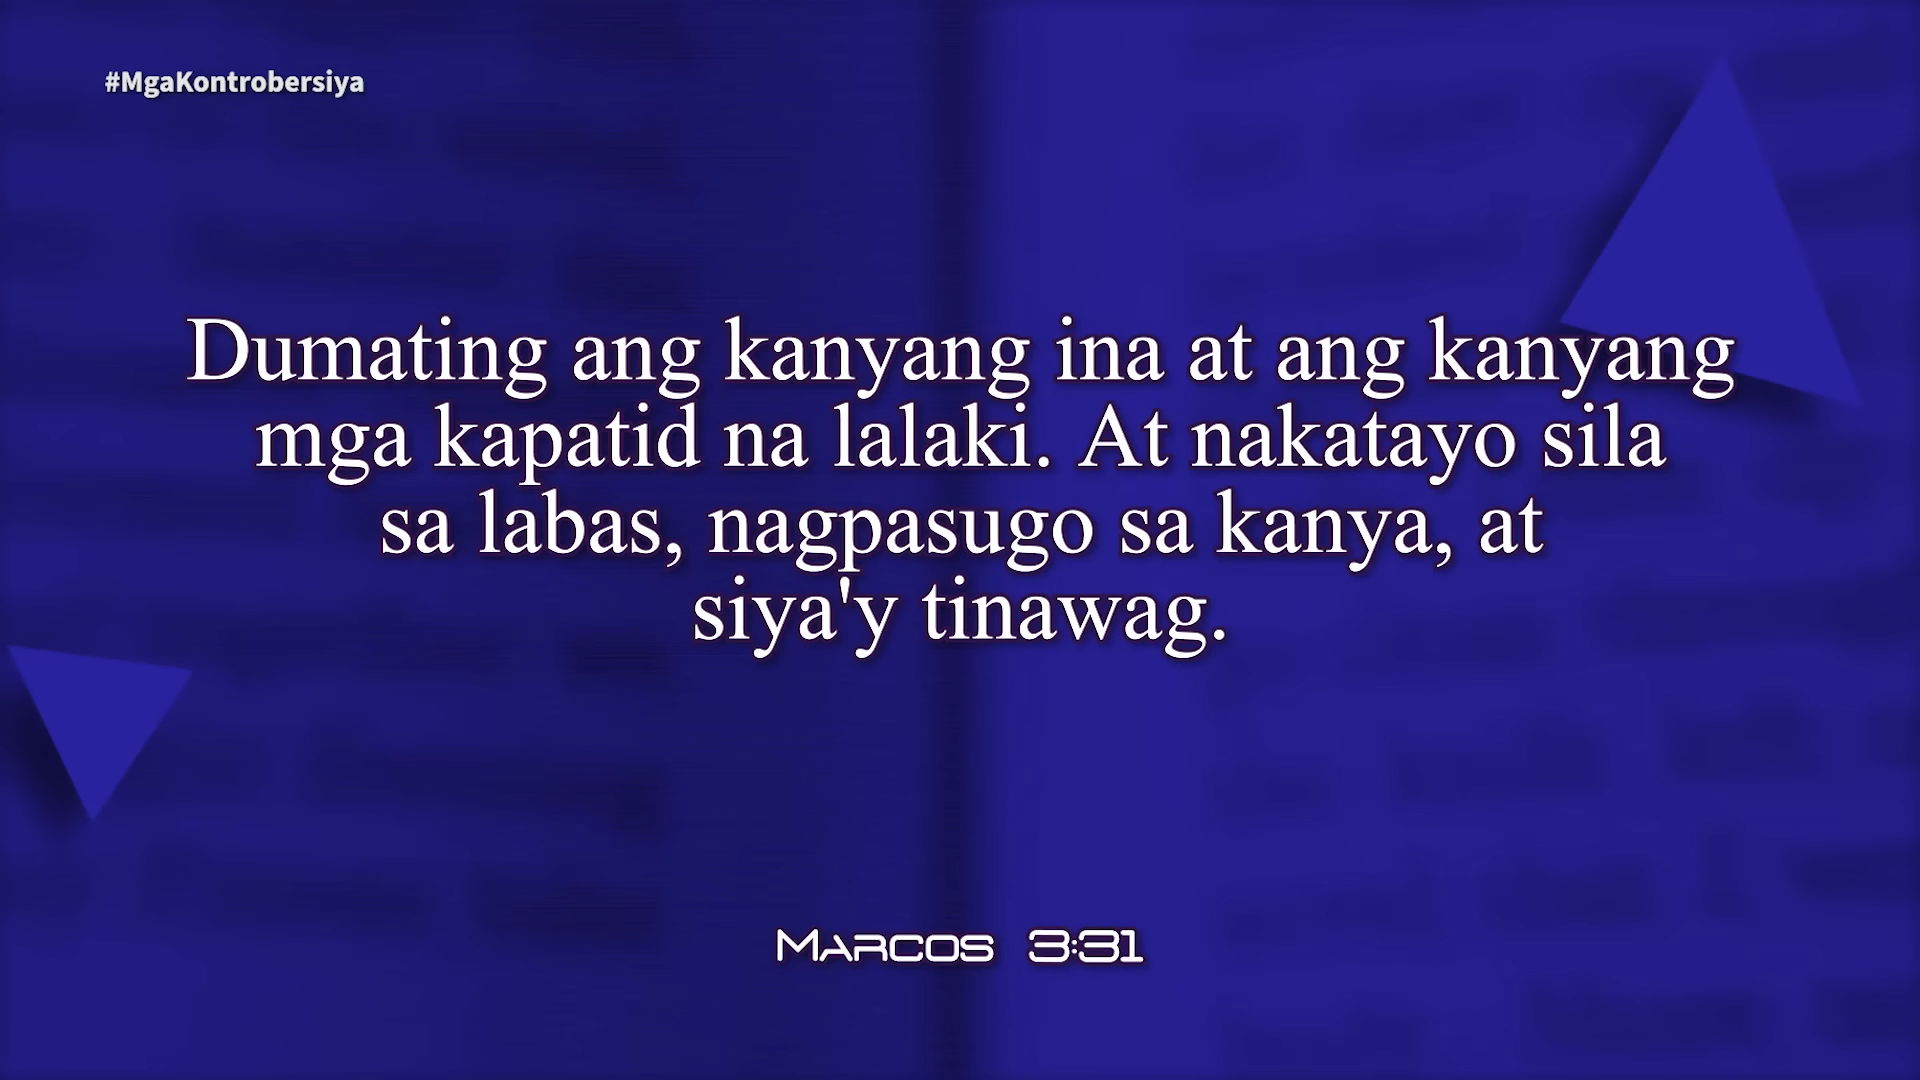 #MgaKontrobersiya
Dumating ang kanyang ina at ang kanyang
mga kapatid na lalaki. At nakatayo sila
sa labas, nagpasugo sa kanya, at
siya'y tinawag.
Marcos 3:31